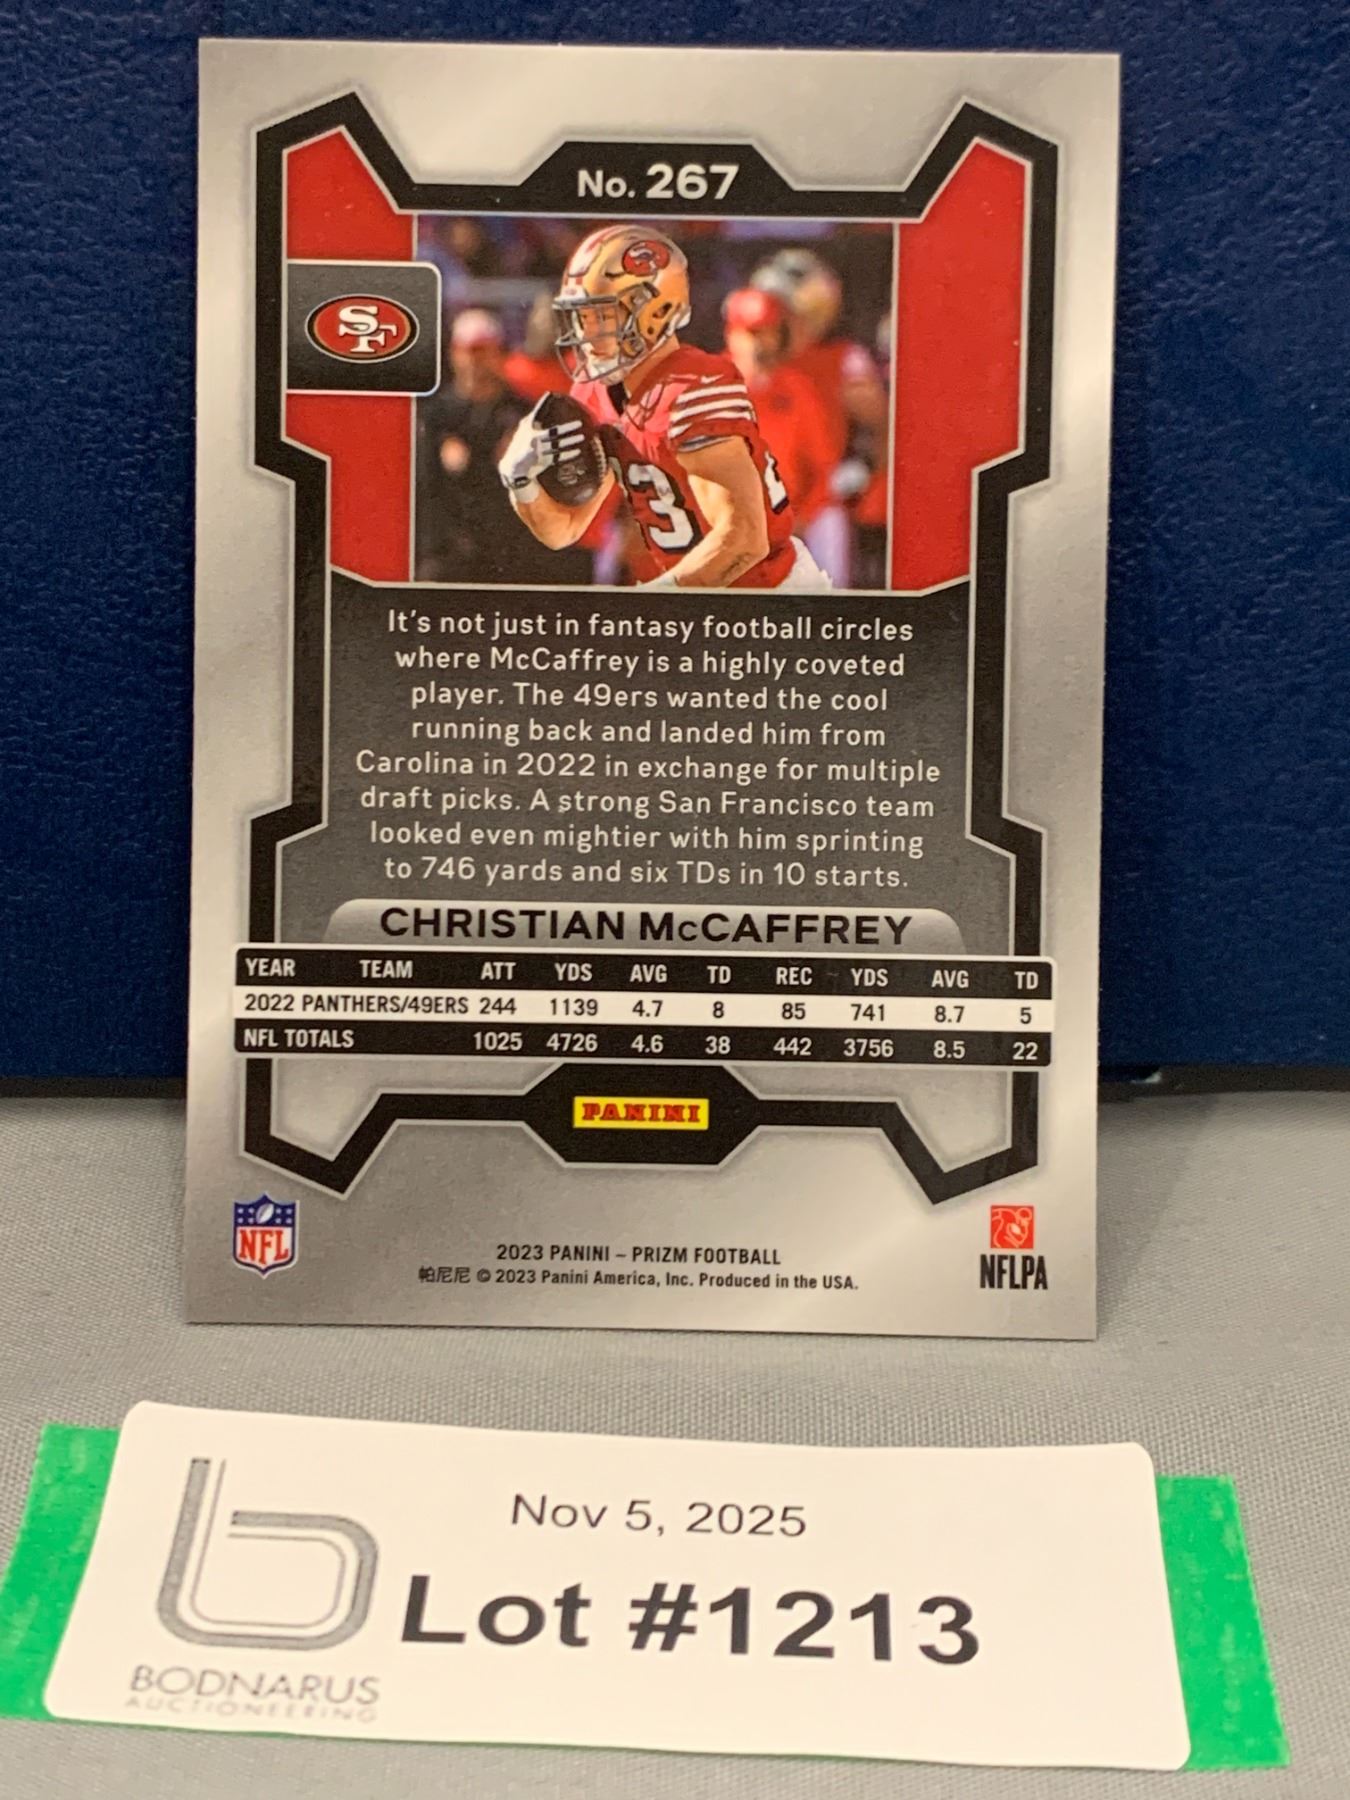 No. 267
SF
23
It's not just in fantasy football circles
where McCaffrey is a highly coveted
player. The 49ers wanted the cool
running back and landed him from
Carolina in 2022 in exchange for multiple
draft picks. A strong San Francisco team
looked even mightier with him sprinting
to 746 yards and six TDs in 10 starts.
CHRISTIAN McCAFFREY
YEAR TEAM ATT YDS AVG TD REC YDS AVG TD
2022 PANTHERS/49ERS 244 1139 4.7 8 85 741 8.7 5
NFL TOTALS 1025 4726 4.6 38 442 3756 8.5 22
PANINI
NFL
NFLPA
2023 PANINI – PRIZM FOOTBALL
帕尼尼 © 2023 Panini America, Inc. Produced in the USA.
Nov 5, 2025
Lot #1213
BODNARUS
AUCTIONEERING